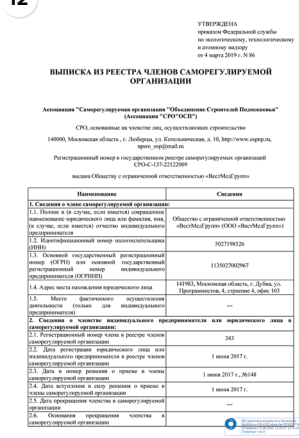 12
УТВЕРЖДЕНА
приказом Федеральной службы
по экологическому, технологическому
и атомному надзору
от 4 марта 2019 г. N 86
ВЫПИСКА ИЗ РЕЕСТРА ЧЛЕНОВ САМОРЕГУЛИРУЕМОЙ
ОРГАНИЗАЦИИ
Ассоциация "Саморегулируемая организация "Объединение Строителей Подмосковья"
(Ассоциация "СРО"ОСП")
СРО, основанные на членстве лиц, осуществляющих строительство
140000, Московская область , г. Люберцы, ул. Котельническая, д. 10, http://www.ospnp.ru,
npsro_osp@mail.ru
Регистрационный номер в государственном реестре саморегулируемых организаций
СРО-С-137-22122009
выдана Обществу с ограниченной ответственностью «ВестМедГрупп»
Наименование
Сведения
1. Сведения о члене саморегулируемой организации:
1.1. Полное и (в случае, если имеется) сокращенное
наименование юридического лица или фамилия, имя,
(в случае, если имеется) отчество индивидуального
предпринимателя
Общество с ограниченной ответственностью
«ВестМедГрупп» (ООО «ВестМедГрупп»)
1.2. Идентификационный номер налогоплательщика
(ИНН)
5027198526
1.3. Основной государственный регистрационный
номер (ОГРН) или основной государственный
регистрационный номер индивидуального
предпринимателя (ОГРНИП)
1135027002967
1.4. Адрес места нахождения юридического лица
141983, Московская область, г. Дубна, ул.
Программистов, 4, строение 4, офис 103
1.5. Место фактического осуществления
деятельности (только для индивидуального
предпринимателя)
---
2. Сведения о членстве индивидуального предпринимателя или юридического лица в
саморегулируемой организации:
2.1. Регистрационный номер члена в реестре членов
саморегулируемой организации
343
2.2. Дата регистрации юридического лица или
индивидуального предпринимателя в реестре членов
саморегулируемой организации
1 июня 2017 г.
2.3. Дата и номер решения о приеме в члены
саморегулируемой организации
1 июня 2017 г., №148
2.4. Дата вступления в силу решения о приеме в
члены саморегулируемой организации
1 июня 2017 г.
2.5. Дата прекращения членства в саморегулируемой
организации
---
2.6. Основания прекращения членства в
саморегулируемой организации